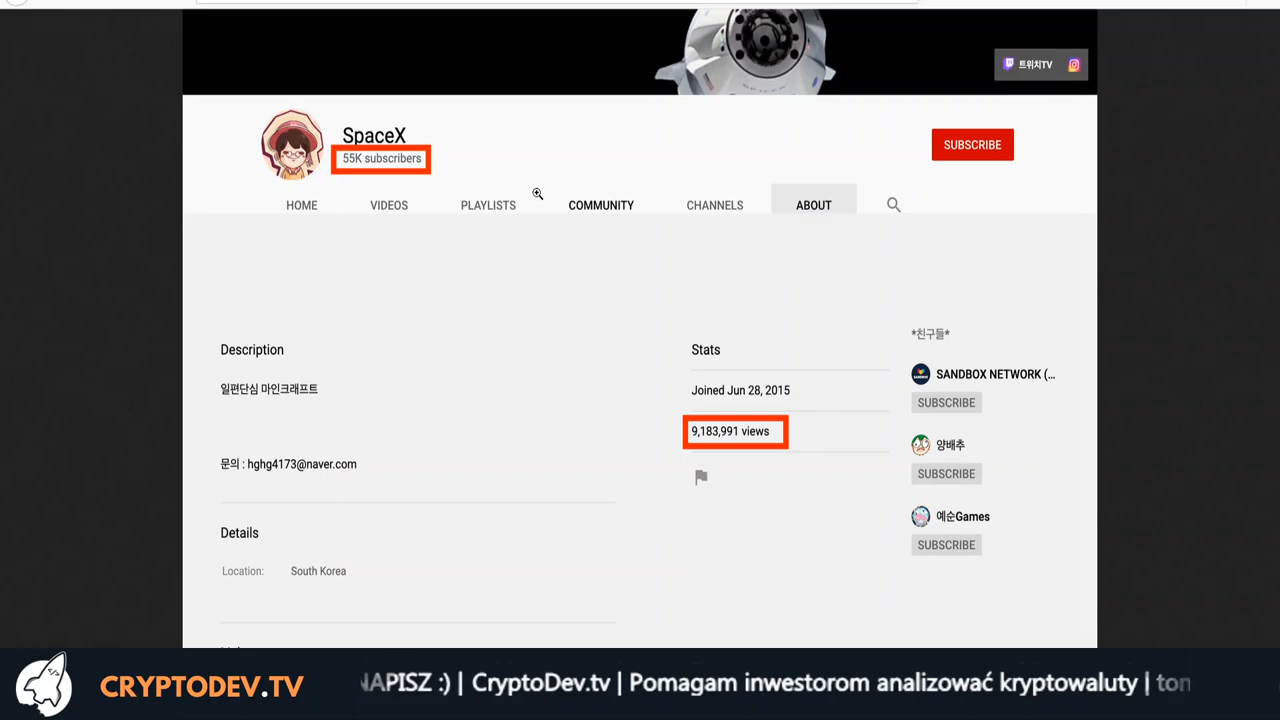 트위치TV
SpaceX
55K subscribers
SUBSCRIBE
HOME VIDEOS PLAYLISTS COMMUNITY CHANNELS ABOUT
Description
일편단심 마인크래프트
문의 : hghg4173@naver.com
Details
Location: South Korea
Stats
Joined Jun 28, 2015
9,183,991 views
*친구들*
SANDBOX NETWORK (...
SUBSCRIBE
양배추
SUBSCRIBE
예순Games
SUBSCRIBE
CRYPTODEV.TV
NAPISZ :) | CryptoDev.tv | Pomagam inwestorom analizować kryptowaluty | tom